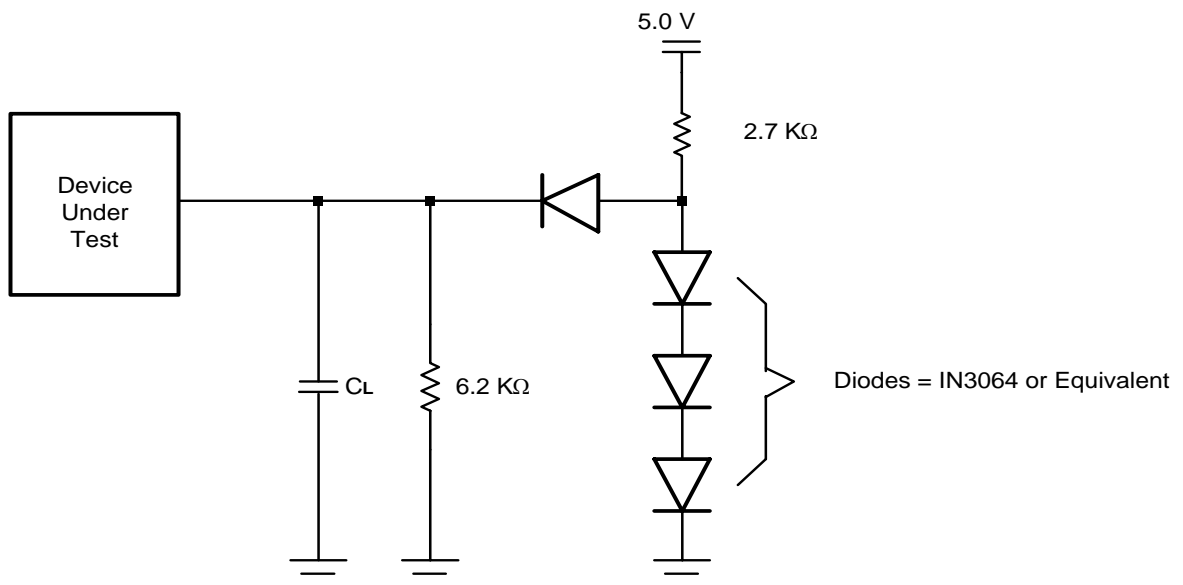 5.0 V
2.7 KΩ
Device
Under
Test
CL
6.2 KΩ
Diodes = IN3064 or Equivalent